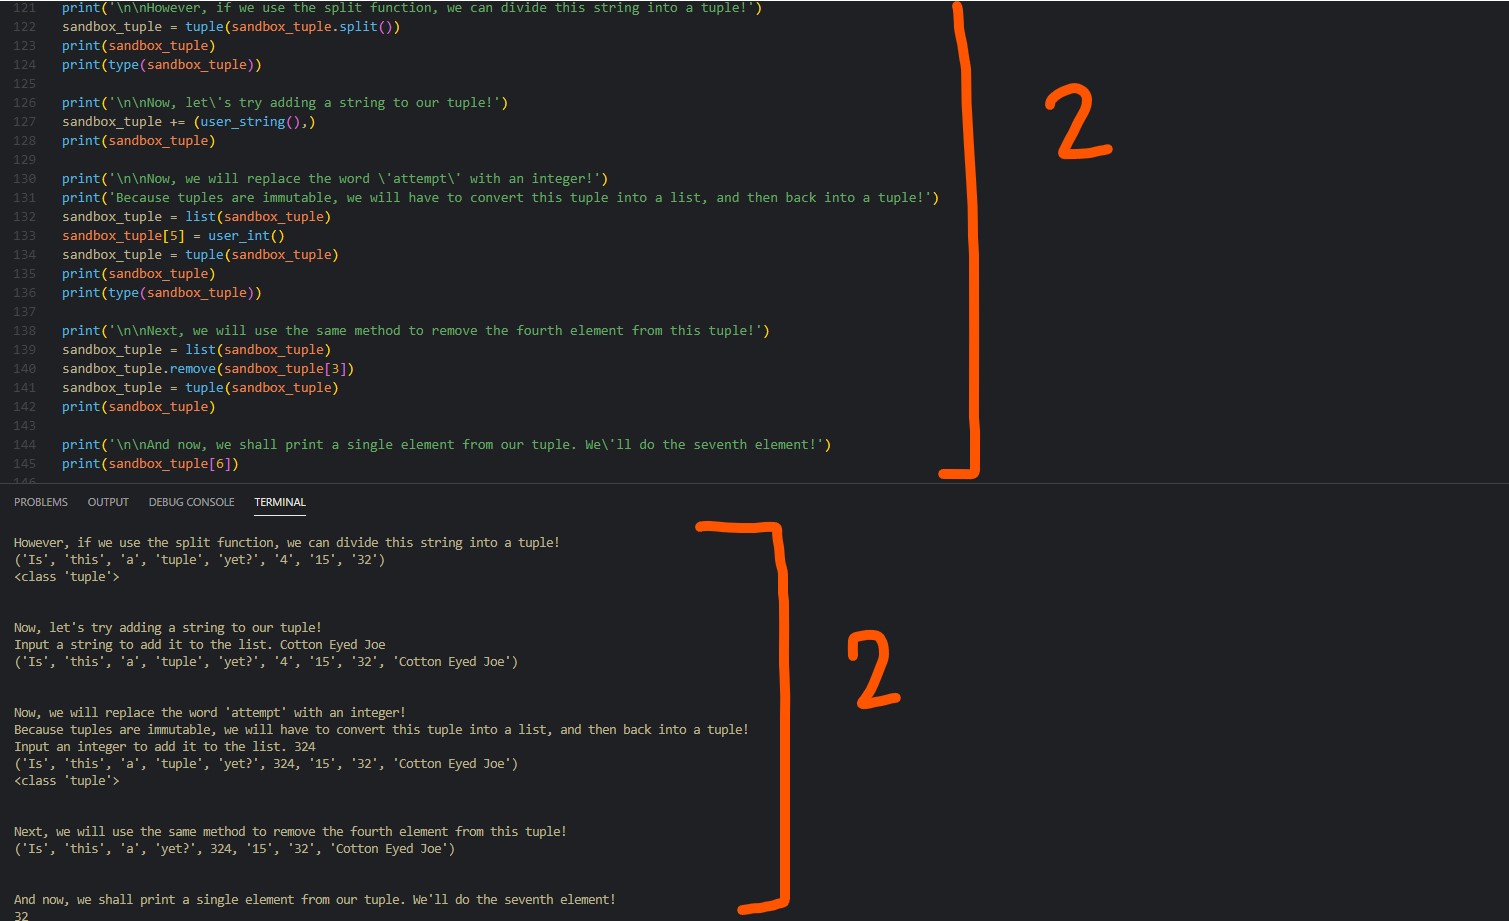 121 print('\n\nHowever, if we use the split function, we can divide this string into a tuple!')
122 sandbox_tuple = tuple(sandbox_tuple.split())
123 print(sandbox_tuple)
124 print(type(sandbox_tuple))
125
126 print('\n\nNow, let\'s try adding a string to our tuple!')
127 sandbox_tuple += (user_string(),)
128 print(sandbox_tuple)
129
130 print('\n\nNow, we will replace the word \'attempt\' with an integer!')
131 print('Because tuples are immutable, we will have to convert this tuple into a list, and then back into a tuple!')
132 sandbox_tuple = list(sandbox_tuple)
133 sandbox_tuple[5] = user_int()
134 sandbox_tuple = tuple(sandbox_tuple)
135 print(sandbox_tuple)
136 print(type(sandbox_tuple))
137
138 print('\n\nNext, we will use the same method to remove the fourth element from this tuple!')
139 sandbox_tuple = list(sandbox_tuple)
140 sandbox_tuple.remove(sandbox_tuple[3])
141 sandbox_tuple = tuple(sandbox_tuple)
142 print(sandbox_tuple)
143
144 print('\n\nAnd now, we shall print a single element from our tuple. We\'ll do the seventh element!')
145 print(sandbox_tuple[6])
146
2
PROBLEMS OUTPUT DEBUG CONSOLE TERMINAL
However, if we use the split function, we can divide this string into a tuple!
('Is', 'this', 'a', 'tuple', 'yet?', '4', '15', '32')
<class 'tuple'>
Now, let's try adding a string to our tuple!
Input a string to add it to the list. Cotton Eyed Joe
('Is', 'this', 'a', 'tuple', 'yet?', '4', '15', '32', 'Cotton Eyed Joe')
Now, we will replace the word 'attempt' with an integer!
Because tuples are immutable, we will have to convert this tuple into a list, and then back into a tuple!
Input an integer to add it to the list. 324
('Is', 'this', 'a', 'tuple', 'yet?', 324, '15', '32', 'Cotton Eyed Joe')
<class 'tuple'>
Next, we will use the same method to remove the fourth element from this tuple!
('Is', 'this', 'a', 'yet?', 324, '15', '32', 'Cotton Eyed Joe')
And now, we shall print a single element from our tuple. We'll do the seventh element!
32
2